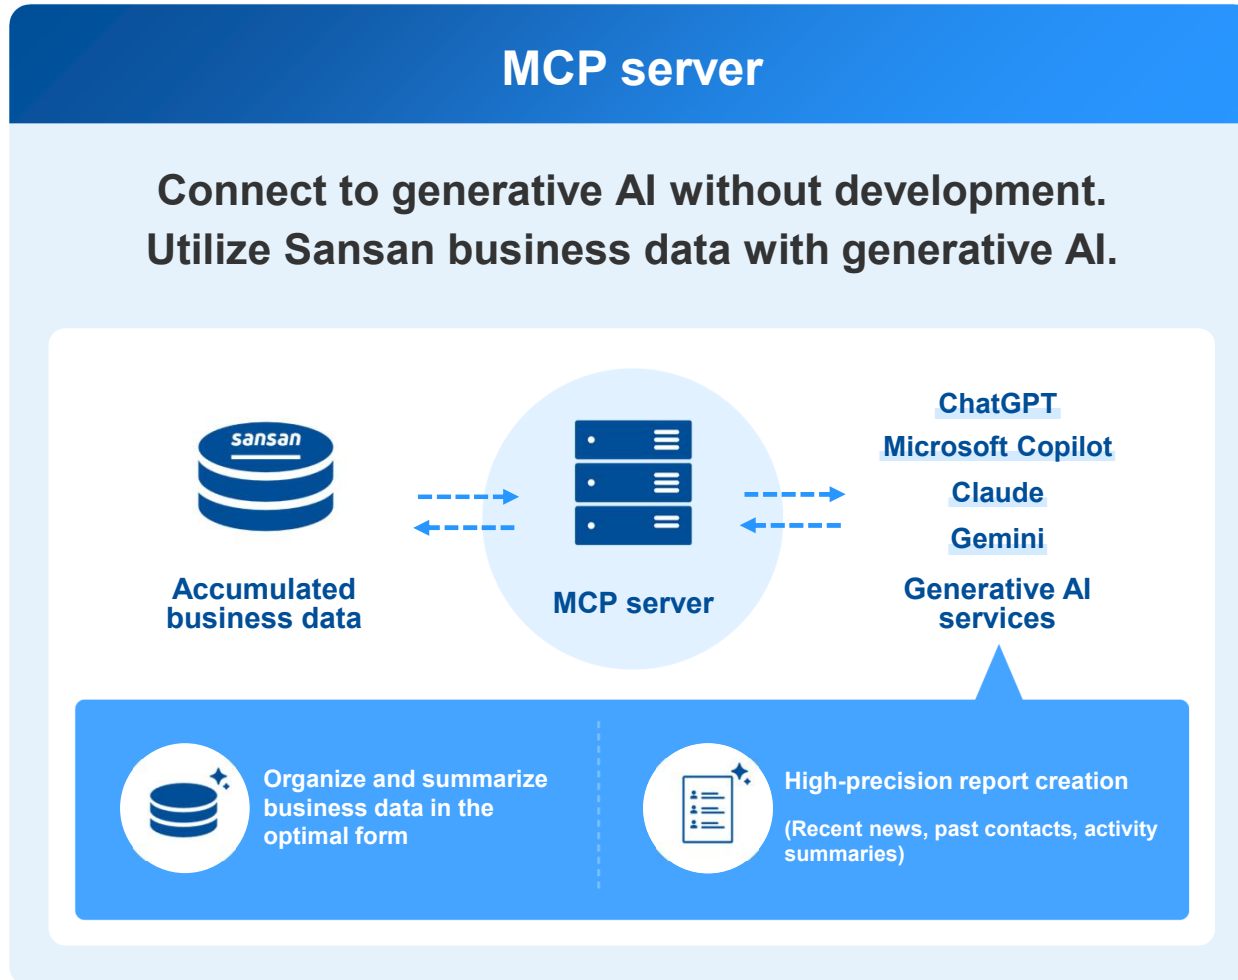 MCP server
Connect to generative AI without development.
Utilize Sansan business data with generative AI.
sansan
Accumulated
business data
MCP server
ChatGPT
Microsoft Copilot
Claude
Gemini
Generative AI
services
Organize and summarize
business data in the
optimal form
High-precision report creation
(Recent news, past contacts, activity
summaries)